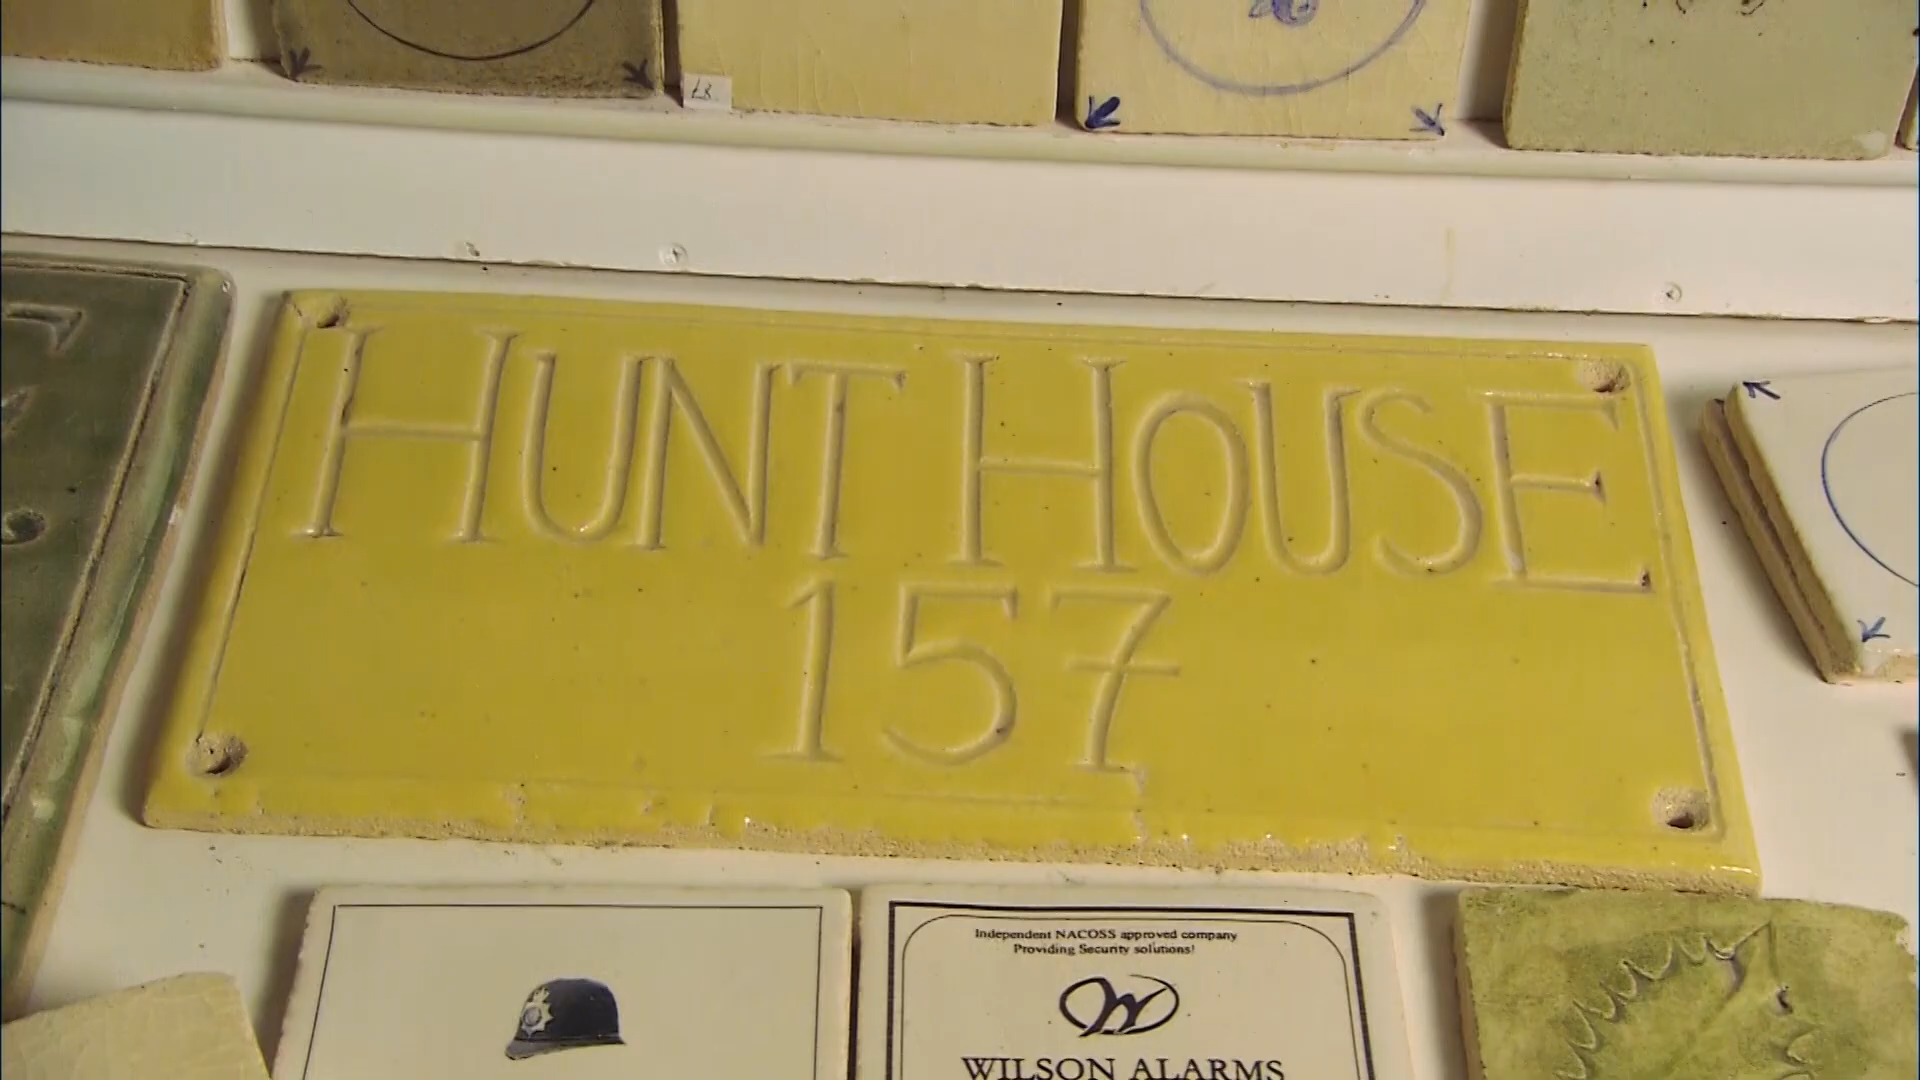 HUNT HOUSE
157
Independent NACOSS approved company
Providing Security solutions!
W
WILSON ALARMS